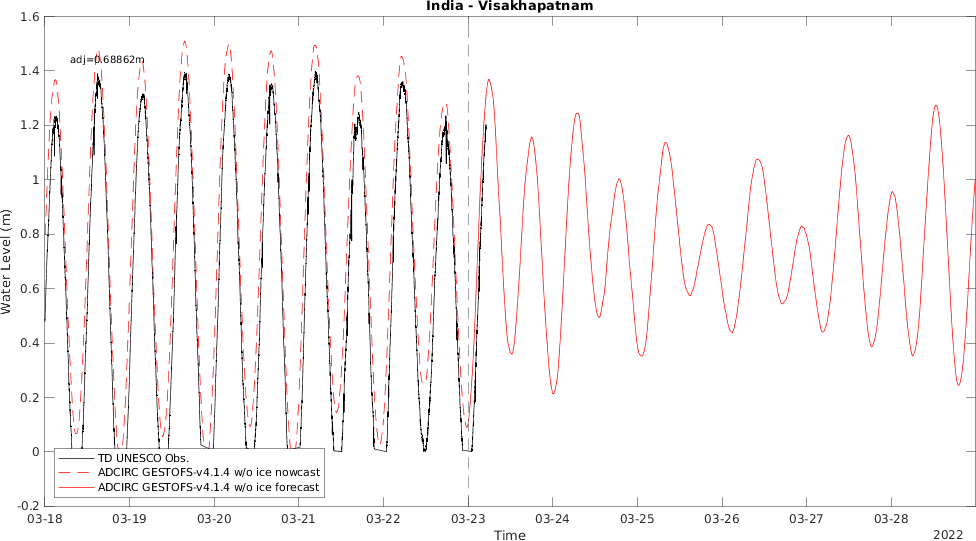 India - Visakhapatnam
1.6
1.4
1.2
1
0.8
0.6
0.4
0.2
0
-0.2
Water Level (m)
adj=0.68862m
TD UNESCO Obs.
ADCIRC GESTOFS-v4.1.4 w/o ice nowcast
ADCIRC GESTOFS-v4.1.4 w/o ice forecast
03-18 03-19 03-20 03-21 03-22 03-23 03-24 03-25 03-26 03-27 03-28
Time
2022